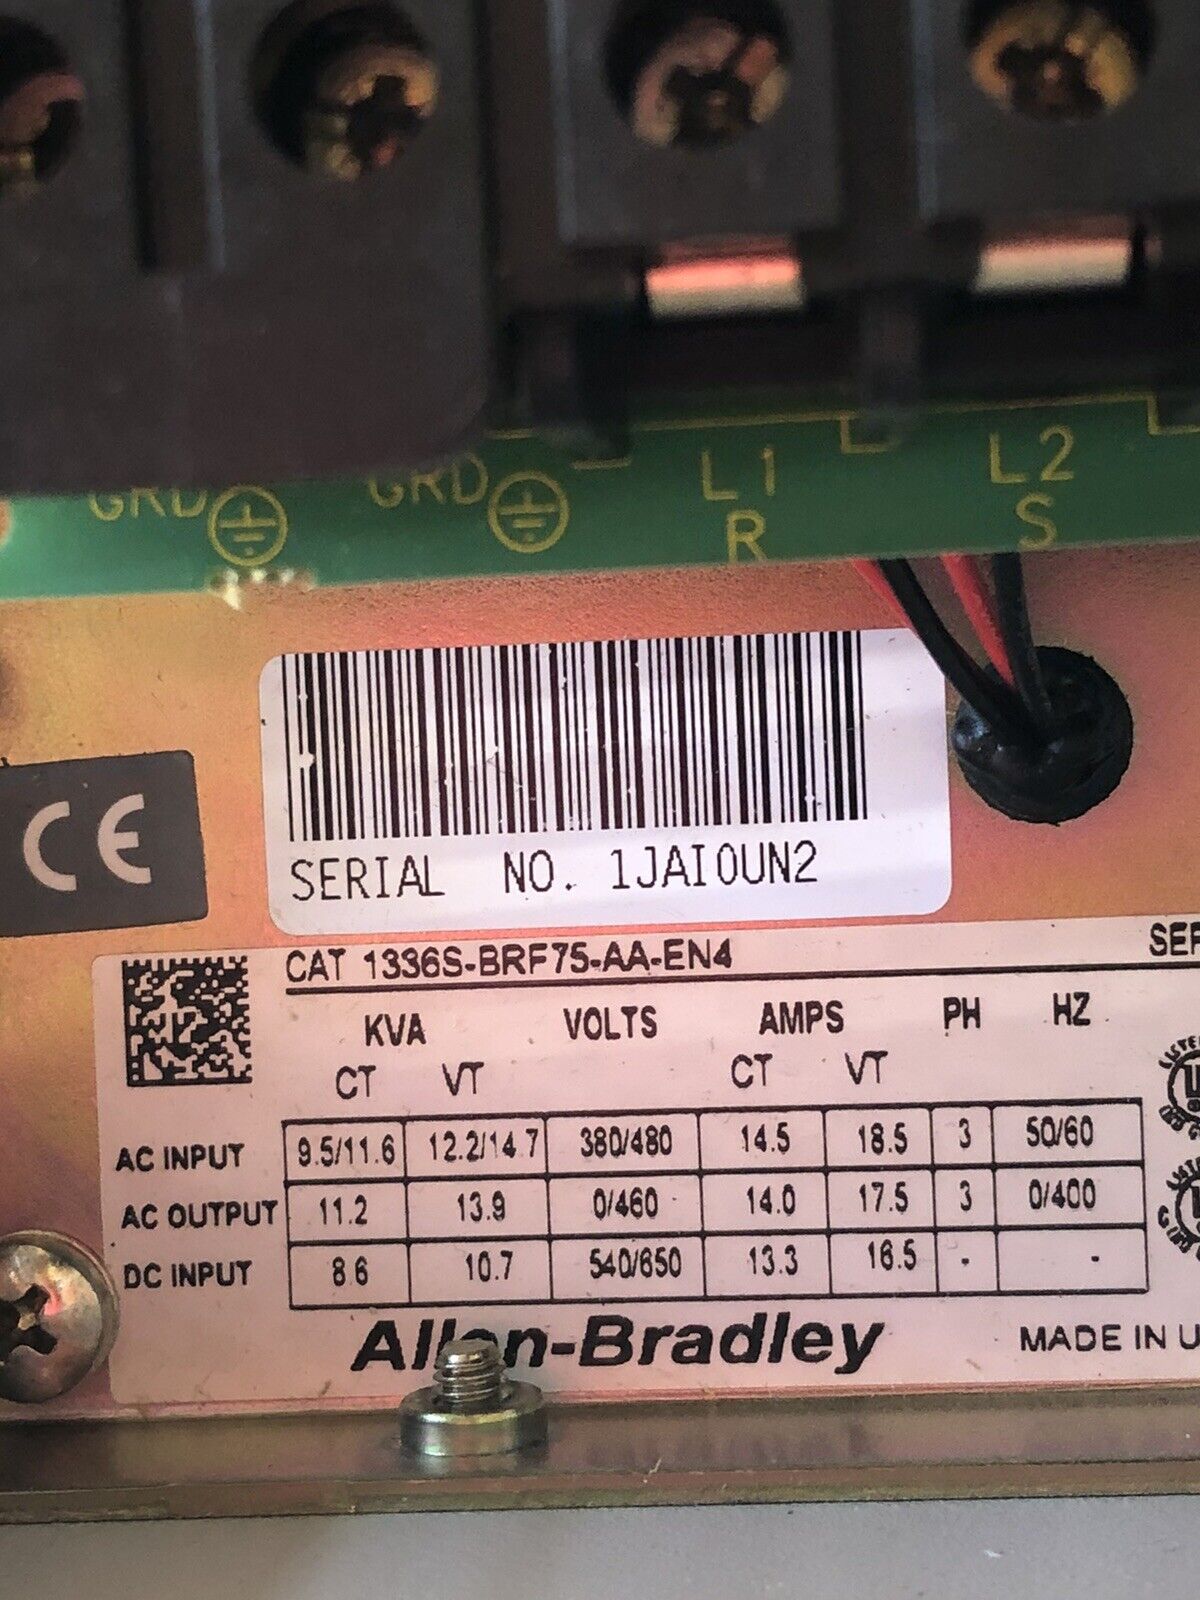 GRD GRD L1 L2
R S
CE
SERIAL NO. 1JAI0UN2
CAT 1336S-BRF75-AA-EN4 SER
KVA VOLTS AMPS PH HZ
CT VT CT VT
AC INPUT 9.5/11.6 12.2/14.7 380/480 14.5 18.5 3 50/60
AC OUTPUT 11.2 13.9 0/460 14.0 17.5 3 0/400
DC INPUT 8.6 10.7 540/650 13.3 16.5 - -
Allen-Bradley MADE IN U